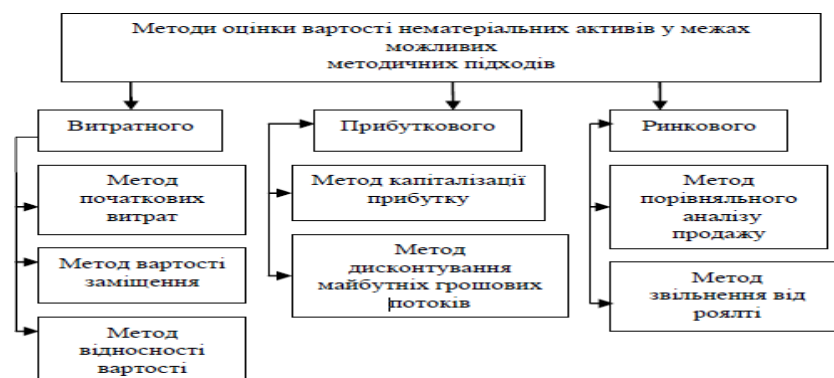 Методи оцінки вартості нематеріальних активів у межах
можливих
методичних підходів
Витратного
Прибуткового
Ринкового
Метод
початкових
витрат
Метод капіталізації
прибутку
Метод
порівняльного
аналізу
продажу
Метод вартості
заміщення
Метод
дисконтування
майбутніх грошових
потоків
Метод
звільнення від
роялті
Метод
відносності
вартості